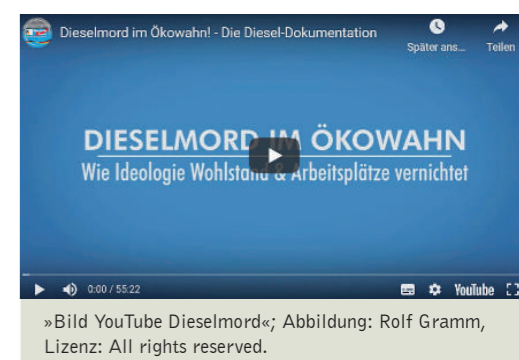 Dieselmord im Ökowahn! - Die Diesel-Dokumentation
Später ans...
Teilen
DIESELMORD IM ÖKOWAHN
Wie Ideologie Wohlstand & Arbeitsplätze vernichtet
0:00 / 55:22
YouTube
»Bild YouTube Dieselmord«; Abbildung: Rolf Gramm,
Lizenz: All rights reserved.